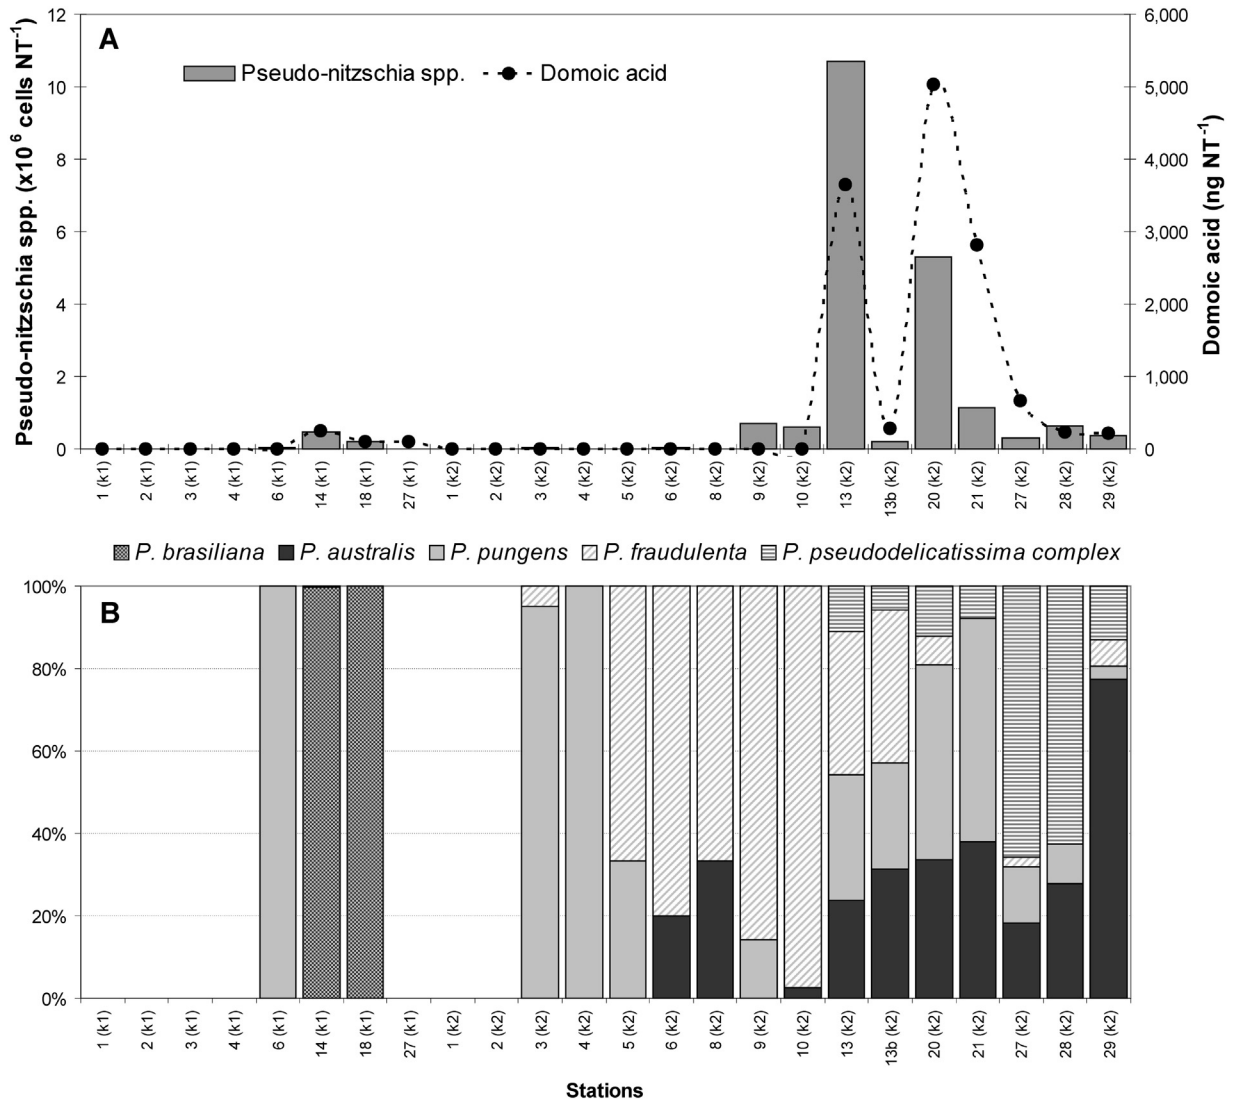 A
Pseudo-nitzschia spp. Domoic acid
Pseudo-nitzschia spp. (x10⁶ cells NT⁻¹)
12
10
8
6
4
2
0
6,000
5,000
4,000
3,000
2,000
1,000
0
Domoic acid (ng NT⁻¹)
1 (k1) 2 (k1) 3 (k1) 4 (k1) 6 (k1) 14 (k1) 18 (k1) 27 (k1) 1 (k2) 2 (k2) 3 (k2) 4 (k2) 5 (k2) 6 (k2) 8 (k2) 9 (k2) 10 (k2) 13 (k2) 13b (k2) 20 (k2) 21 (k2) 27 (k2) 28 (k2) 29 (k2)
P. brasiliana P. australis P. pungens P. fraudulenta P. pseudodelicatissima complex
B
100%
80%
60%
40%
20%
0%
1 (k1) 2 (k1) 3 (k1) 4 (k1) 6 (k1) 14 (k1) 18 (k1) 27 (k1) 1 (k2) 2 (k2) 3 (k2) 4 (k2) 5 (k2) 6 (k2) 8 (k2) 9 (k2) 10 (k2) 13 (k2) 13b (k2) 20 (k2) 21 (k2) 27 (k2) 28 (k2) 29 (k2)
Stations